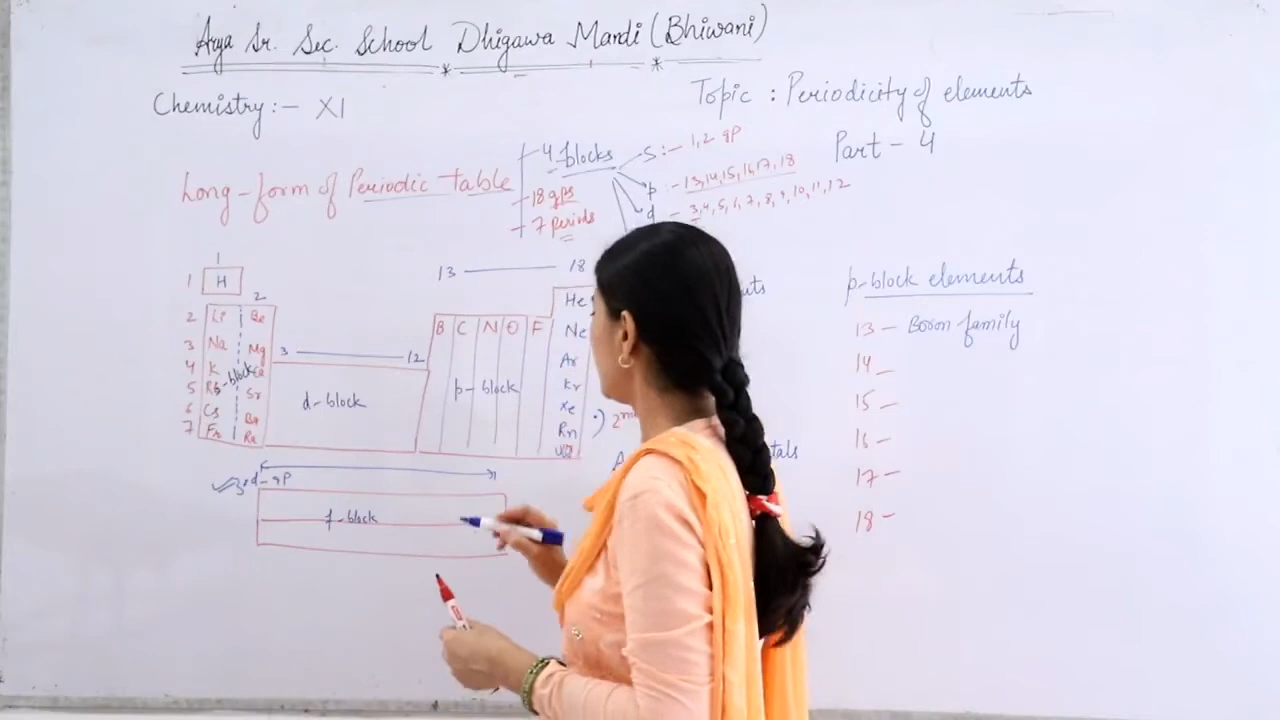 Arya Sr. Sec. School Dhigawa Mandi (Bhiwani)
Chemistry:- XI
Topic : Periodicity of elements
Part - 4
Long-form of Periodic table
4 blocks
18 gps
7 periods
s :- 1, 2 gp
p :- 13, 14, 15, 16, 17, 18
d - 3, 4, 5, 6, 7, 8, 9, 10, 11, 12
1
1 H
2
13 18
He
2 Li Be B C N O F Ne
3 Na Mg 3 12 Ar
4 K Ca Kr
5 Rb Sr Xe
6 Cs Ba Rn
7 Fr Ra
s-block
d-block
p-block
3rd-gp
f-block
p-block elements
13 - Boron family
14 -
15 -
16 -
17 -
18 -